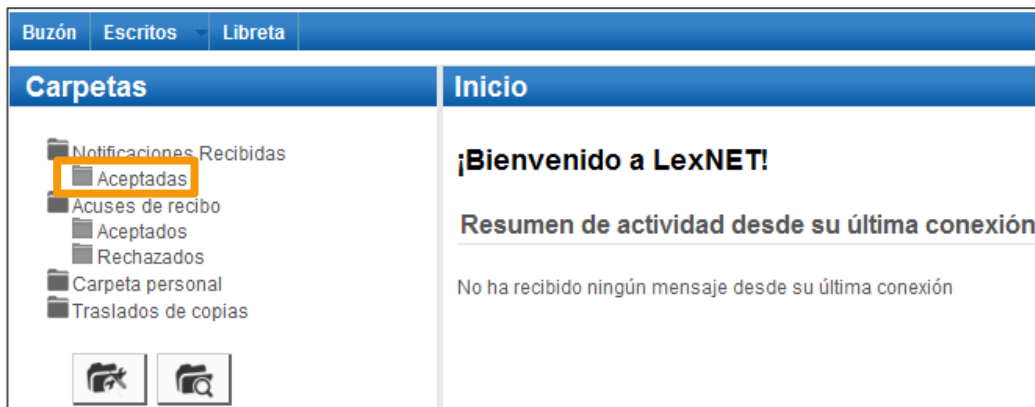 Buzón Escritos Libreta
Carpetas
Notificaciones Recibidas
Aceptadas
Acuses de recibo
Aceptados
Rechazados
Carpeta personal
Traslados de copias
Inicio
¡Bienvenido a LexNET!
Resumen de actividad desde su última conexión
No ha recibido ningún mensaje desde su última conexión